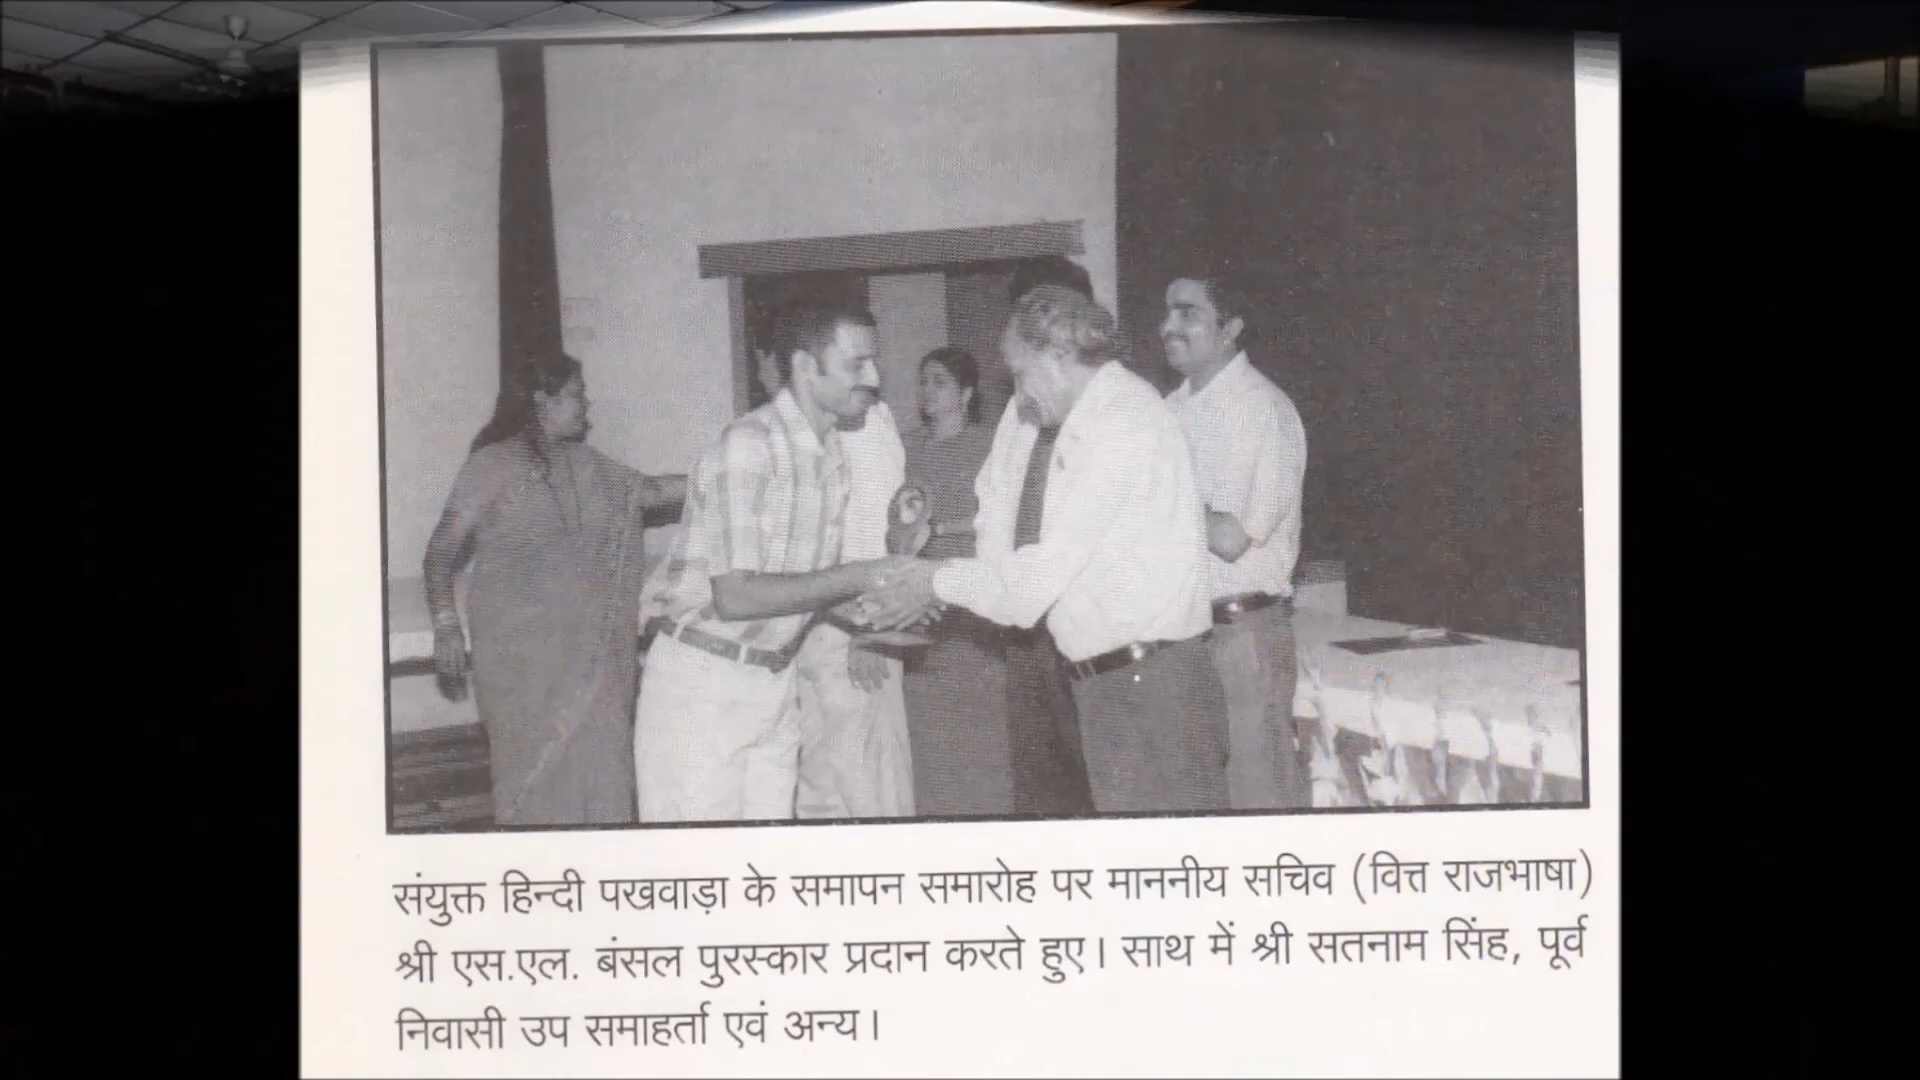 संयुक्त हिन्दी पखवाड़ा के समापन समारोह पर माननीय सचिव (वित्त राजभाषा)
श्री एस.एल. बंसल पुरस्कार प्रदान करते हुए। साथ में श्री सतनाम सिंह, पूर्व
निवासी उप समाहर्ता एवं अन्य।